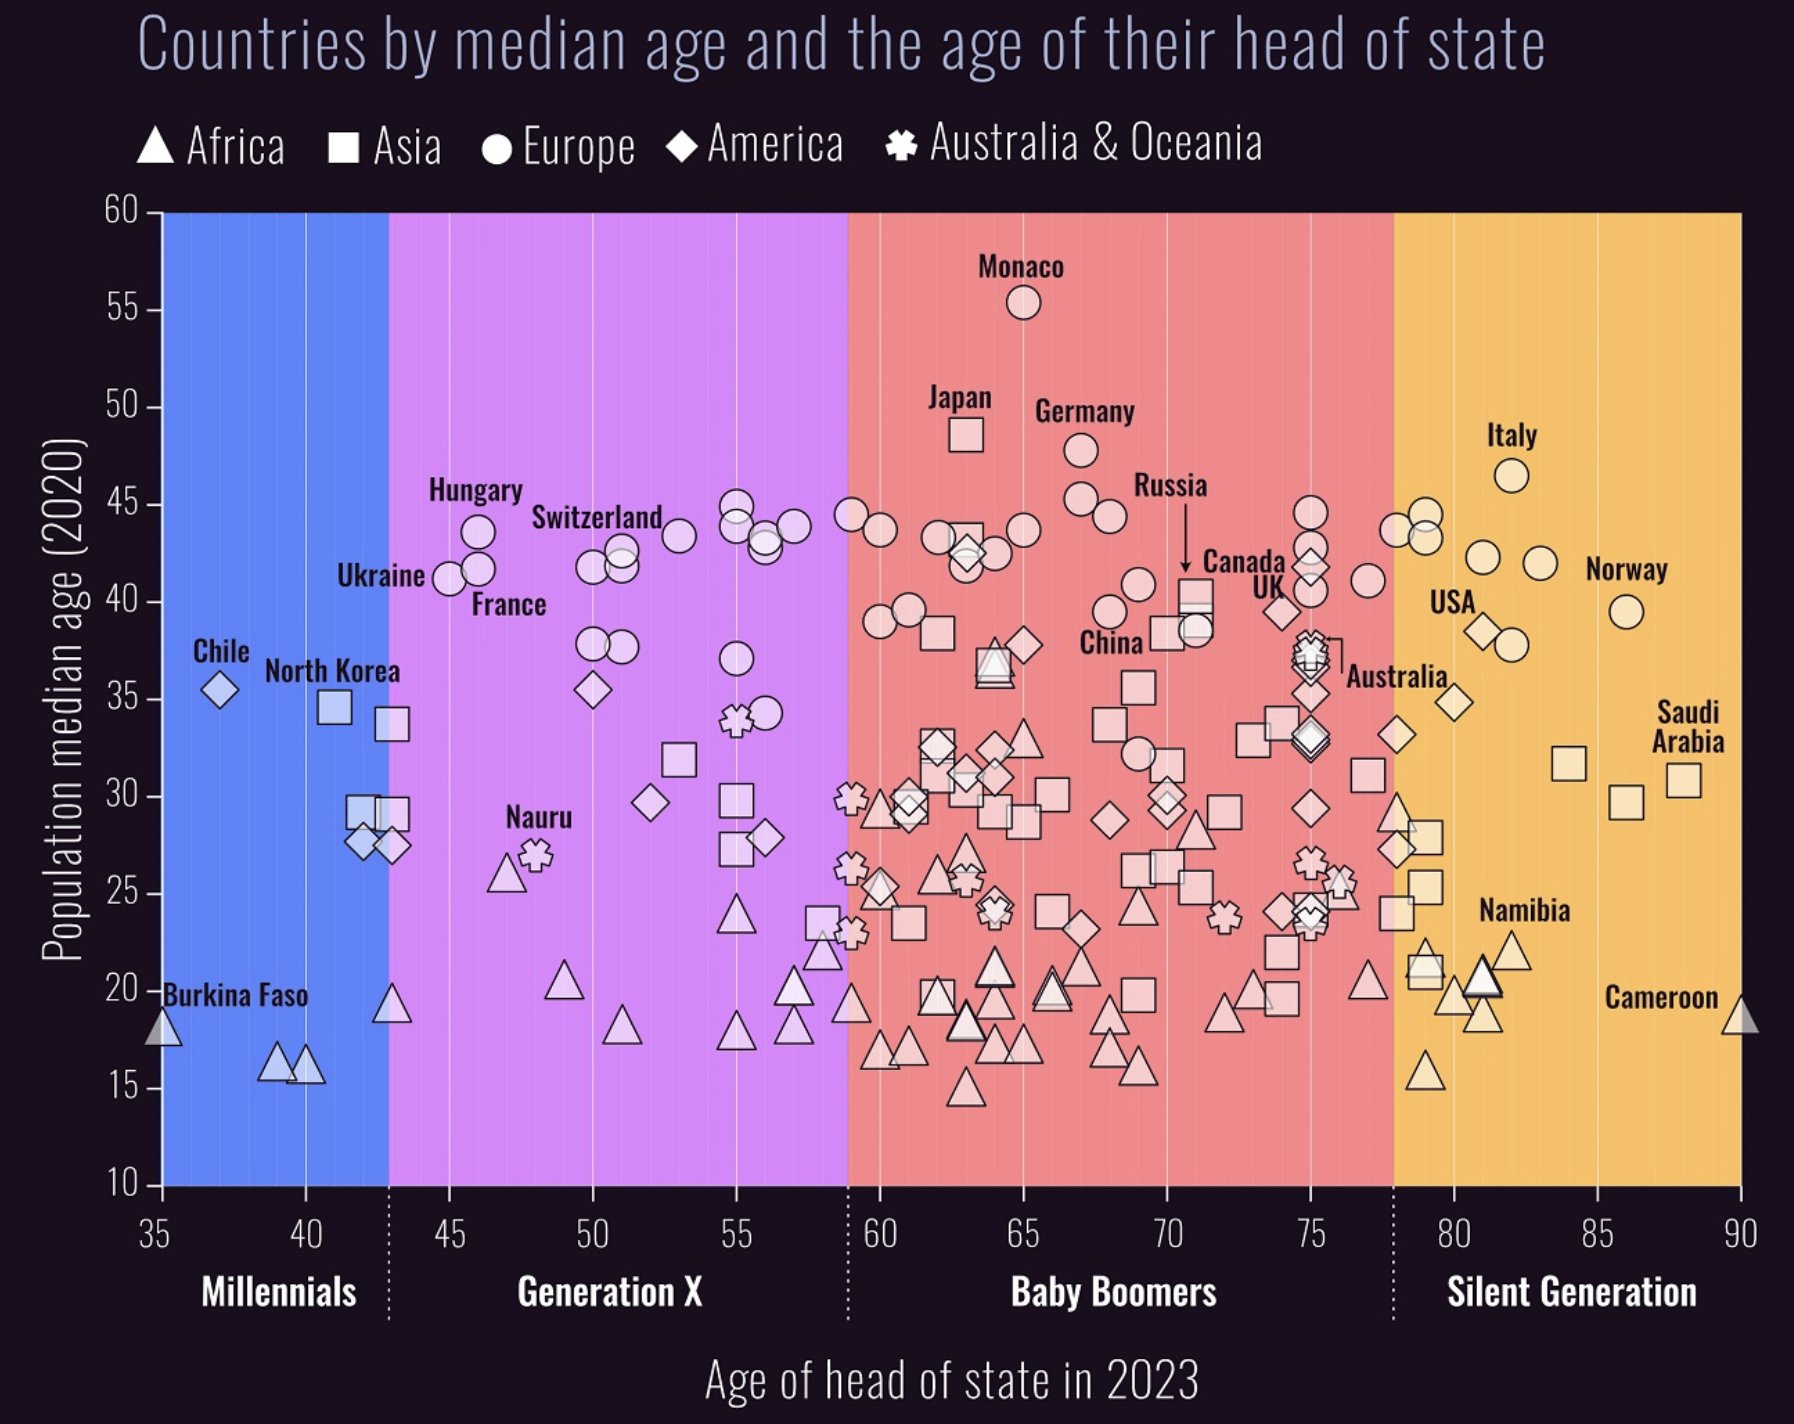 Countries by median age and the age of their head of state
Africa Asia Europe America Australia & Oceania
60
55
50
45
40
35
30
25
20
15
10
Population median age (2020)
Monaco
Japan
Germany
Italy
Hungary
Russia
Switzerland
Ukraine
Canada
Norway
UK
France
USA
China
Chile
North Korea
Australia
Saudi
Arabia
Nauru
Namibia
Burkina Faso
Cameroon
35 40 45 50 55 60 65 70 75 80 85 90
Millennials Generation X Baby Boomers Silent Generation
Age of head of state in 2023